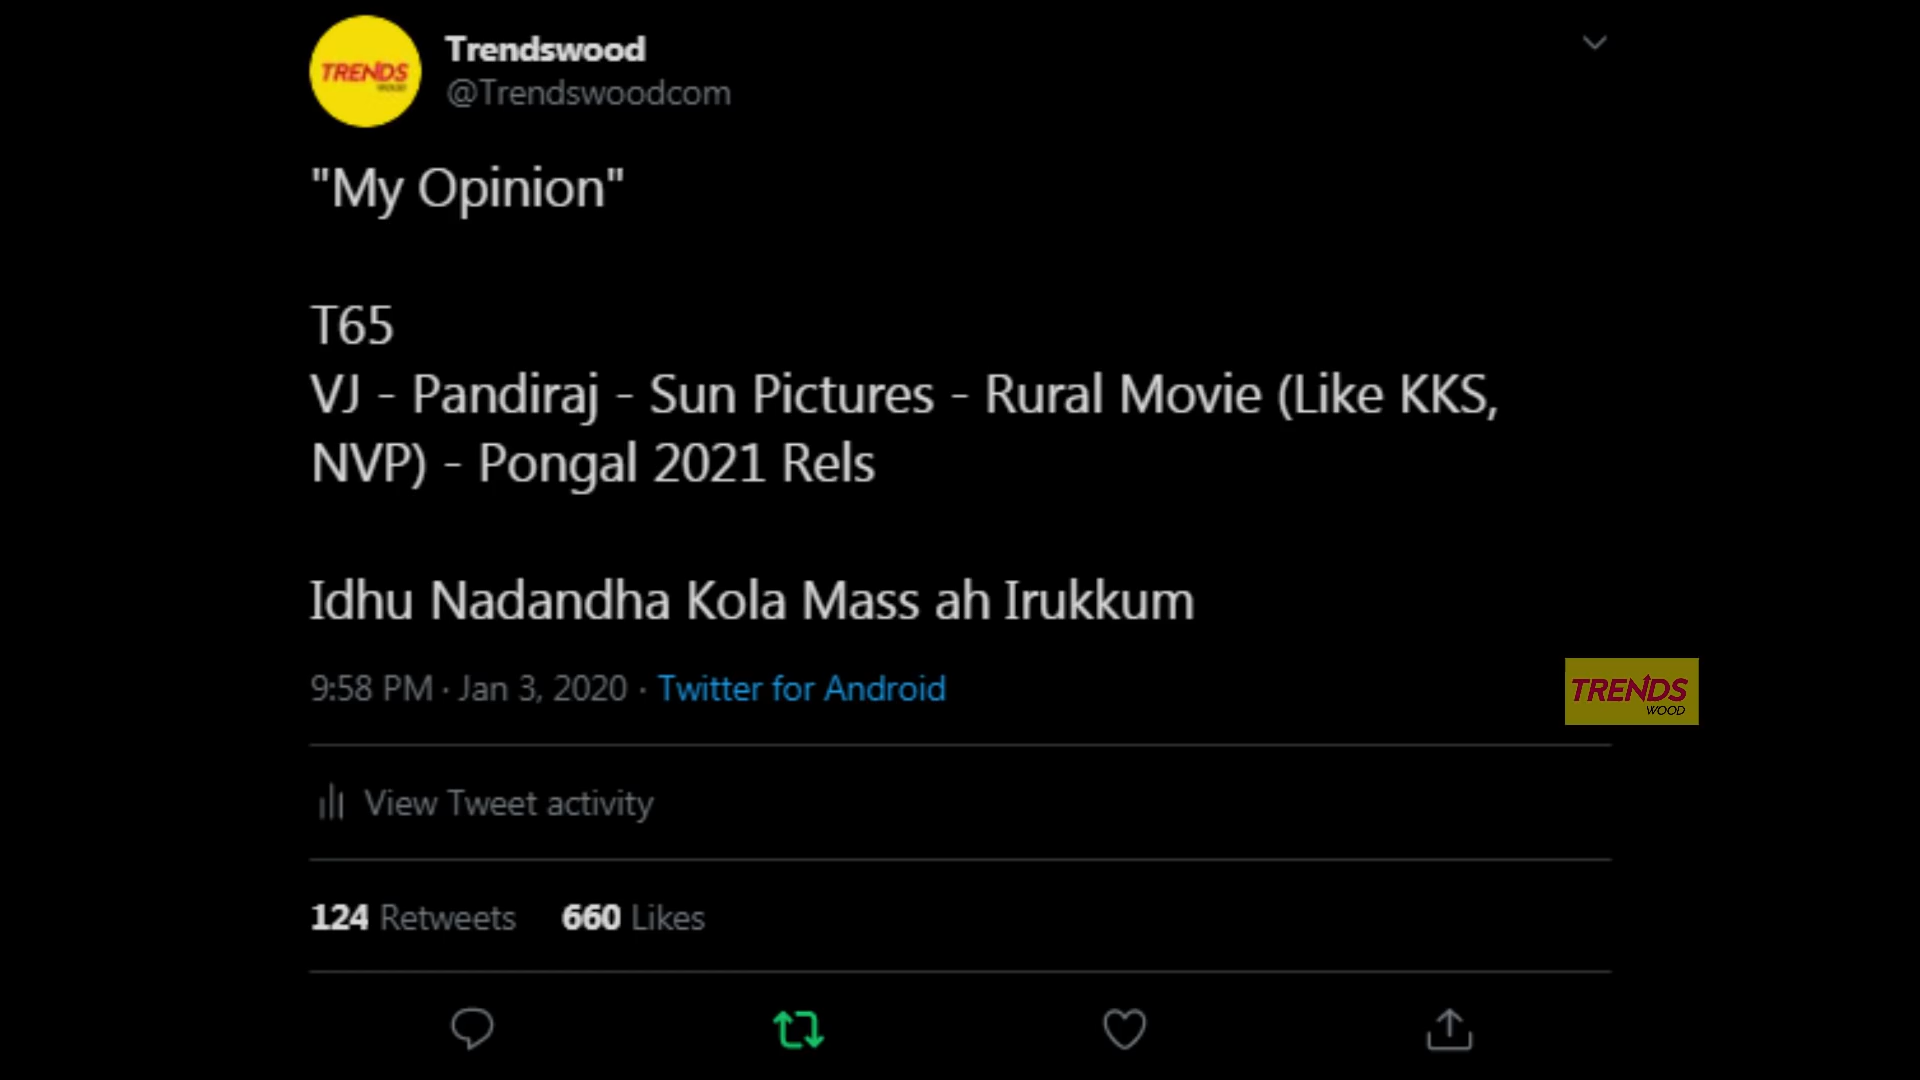 TRENDS
WOOD
Trendswood
@Trendswoodcom
"My Opinion"
T65
VJ - Pandiraj - Sun Pictures - Rural Movie (Like KKS,
NVP) - Pongal 2021 Rels
Idhu Nadandha Kola Mass ah Irukkum
9:58 PM · Jan 3, 2020 · Twitter for Android
TRENDS
WOOD
View Tweet activity
124 Retweets 660 Likes